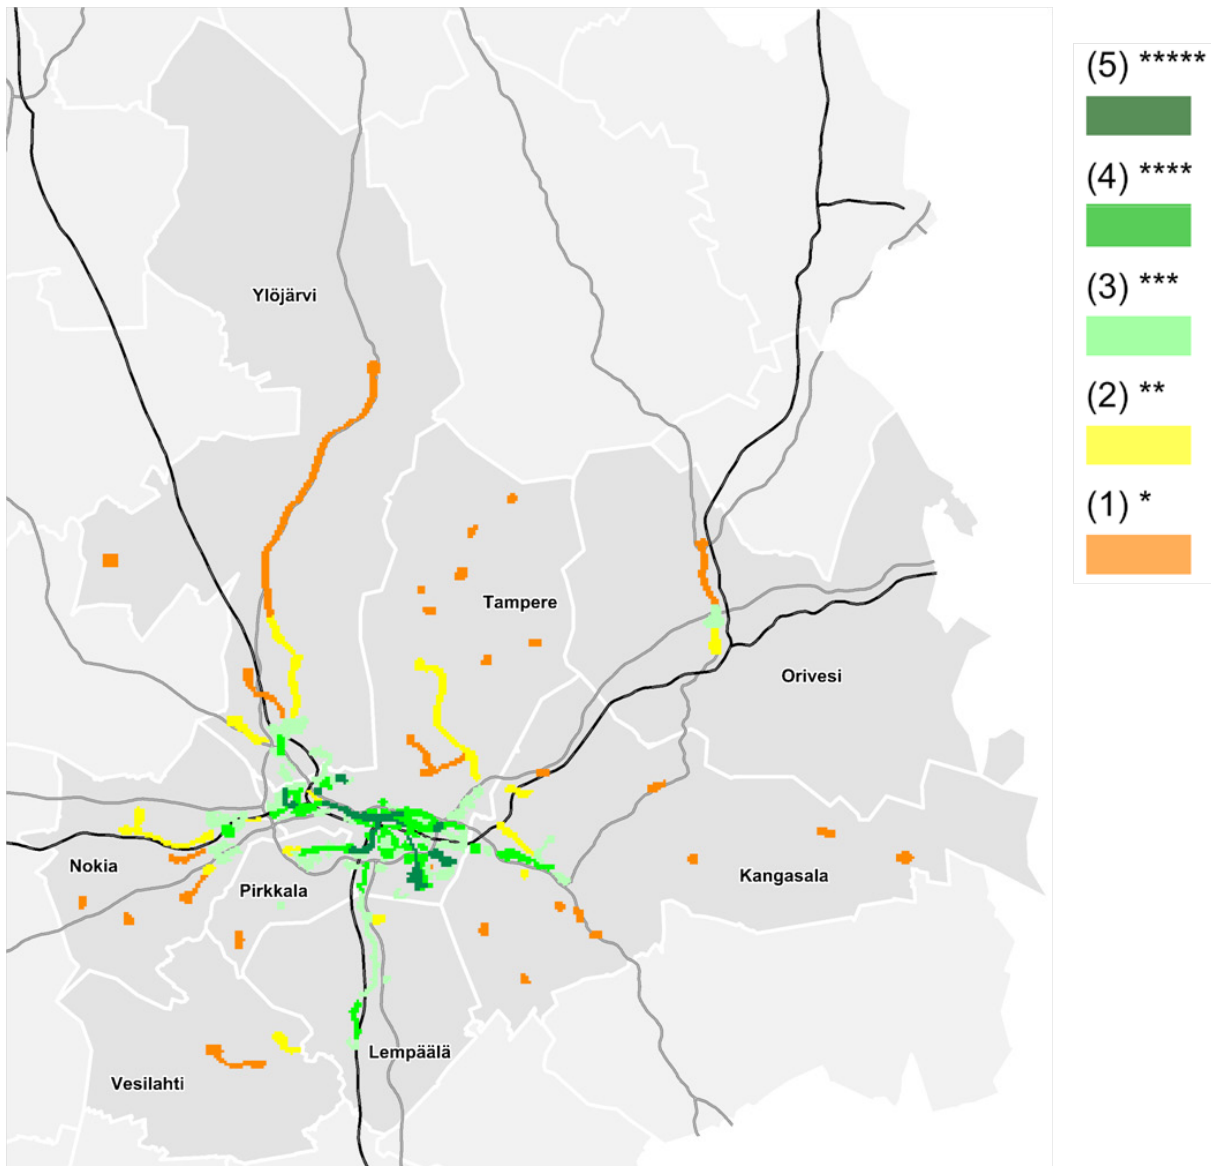 (5) *****
(4) ****
(3) ***
(2) **
(1) *
Ylöjärvi
Tampere
Orivesi
Nokia
Pirkkala
Kangasala
Lempäälä
Vesilahti